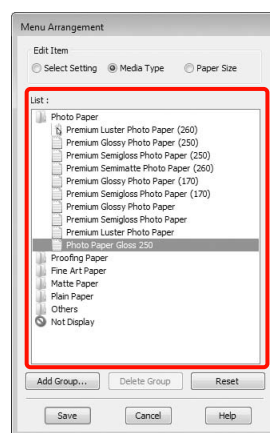 Menu Arrangement
Edit Item
Select Setting Media Type Paper Size
List :
Photo Paper
Premium Luster Photo Paper (260)
Premium Glossy Photo Paper (250)
Premium Semigloss Photo Paper (250)
Premium Semimatte Photo Paper (260)
Premium Glossy Photo Paper (170)
Premium Semigloss Photo Paper (170)
Premium Glossy Photo Paper
Premium Semigloss Photo Paper
Premium Luster Photo Paper
Photo Paper Gloss 250
Proofing Paper
Fine Art Paper
Matte Paper
Plain Paper
Others
Not Display
Add Group... Delete Group Reset
Save Cancel Help